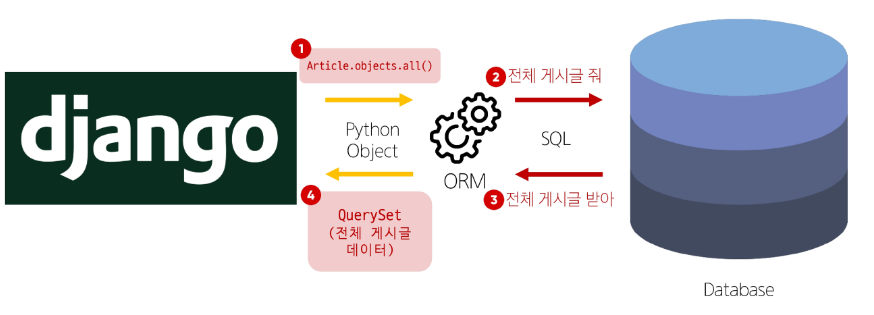 django
1
Article.objects.all()
Python
Object
4
QuerySet
(전체 게시글
데이터)
ORM
2 전체 게시글 줘
SQL
3 전체 게시글 받아
Database